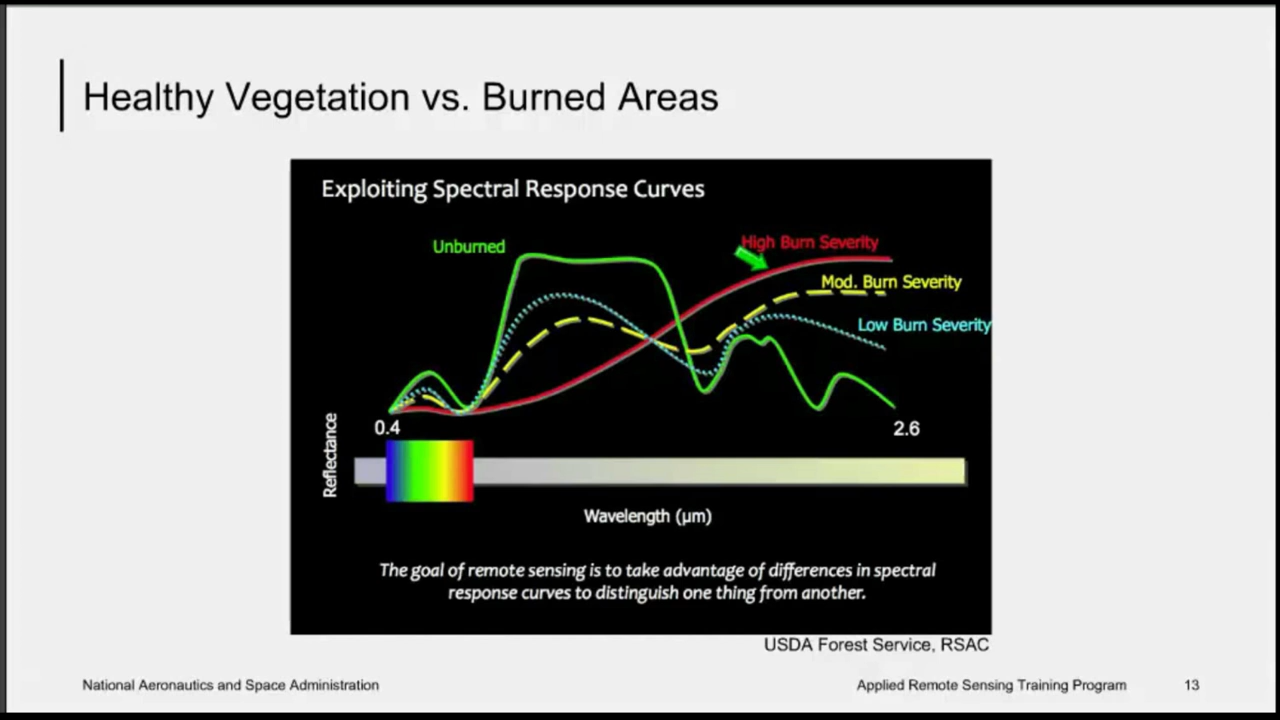 Healthy Vegetation vs. Burned Areas
Exploiting Spectral Response Curves
Unburned
High Burn Severity
Mod. Burn Severity
Low Burn Severity
0.4
2.6
Reflectance
Wavelength (µm)
The goal of remote sensing is to take advantage of differences in spectral
response curves to distinguish one thing from another.
USDA Forest Service, RSAC
National Aeronautics and Space Administration
Applied Remote Sensing Training Program
13